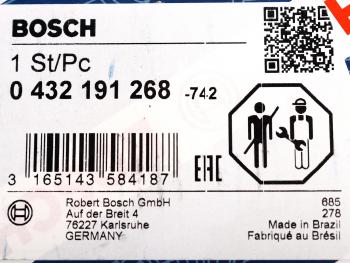 BOSCH
1 St/Pc
0 432 191 268 -742
3 165143 584187
EAC
Robert Bosch GmbH
Auf der Breit 4
76227 Karlsruhe
GERMANY
685
278
Made in Brazil
Fabriqué au Brésil